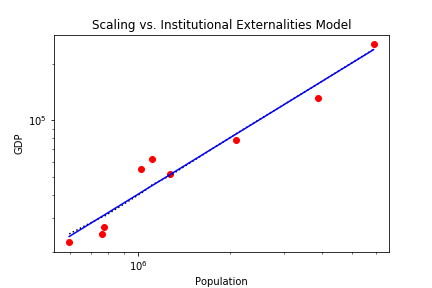 Scaling vs. Institutional Externalities Model
10⁵
GDP
10⁶
Population